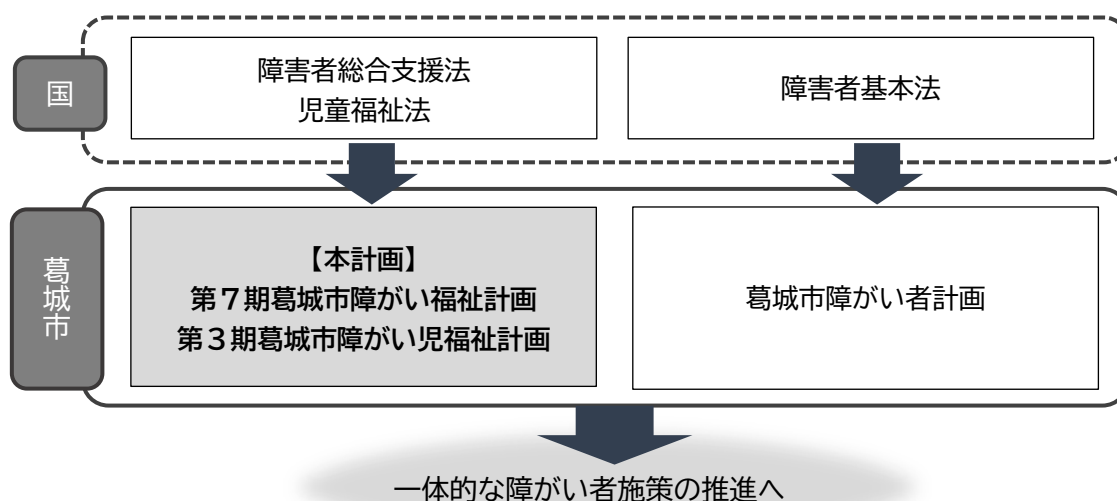 国
障害者総合支援法
児童福祉法
障害者基本法
葛城市
【本計画】
第７期葛城市障がい福祉計画
第３期葛城市障がい児福祉計画
葛城市障がい者計画
一体的な障がい者施策の推進へ